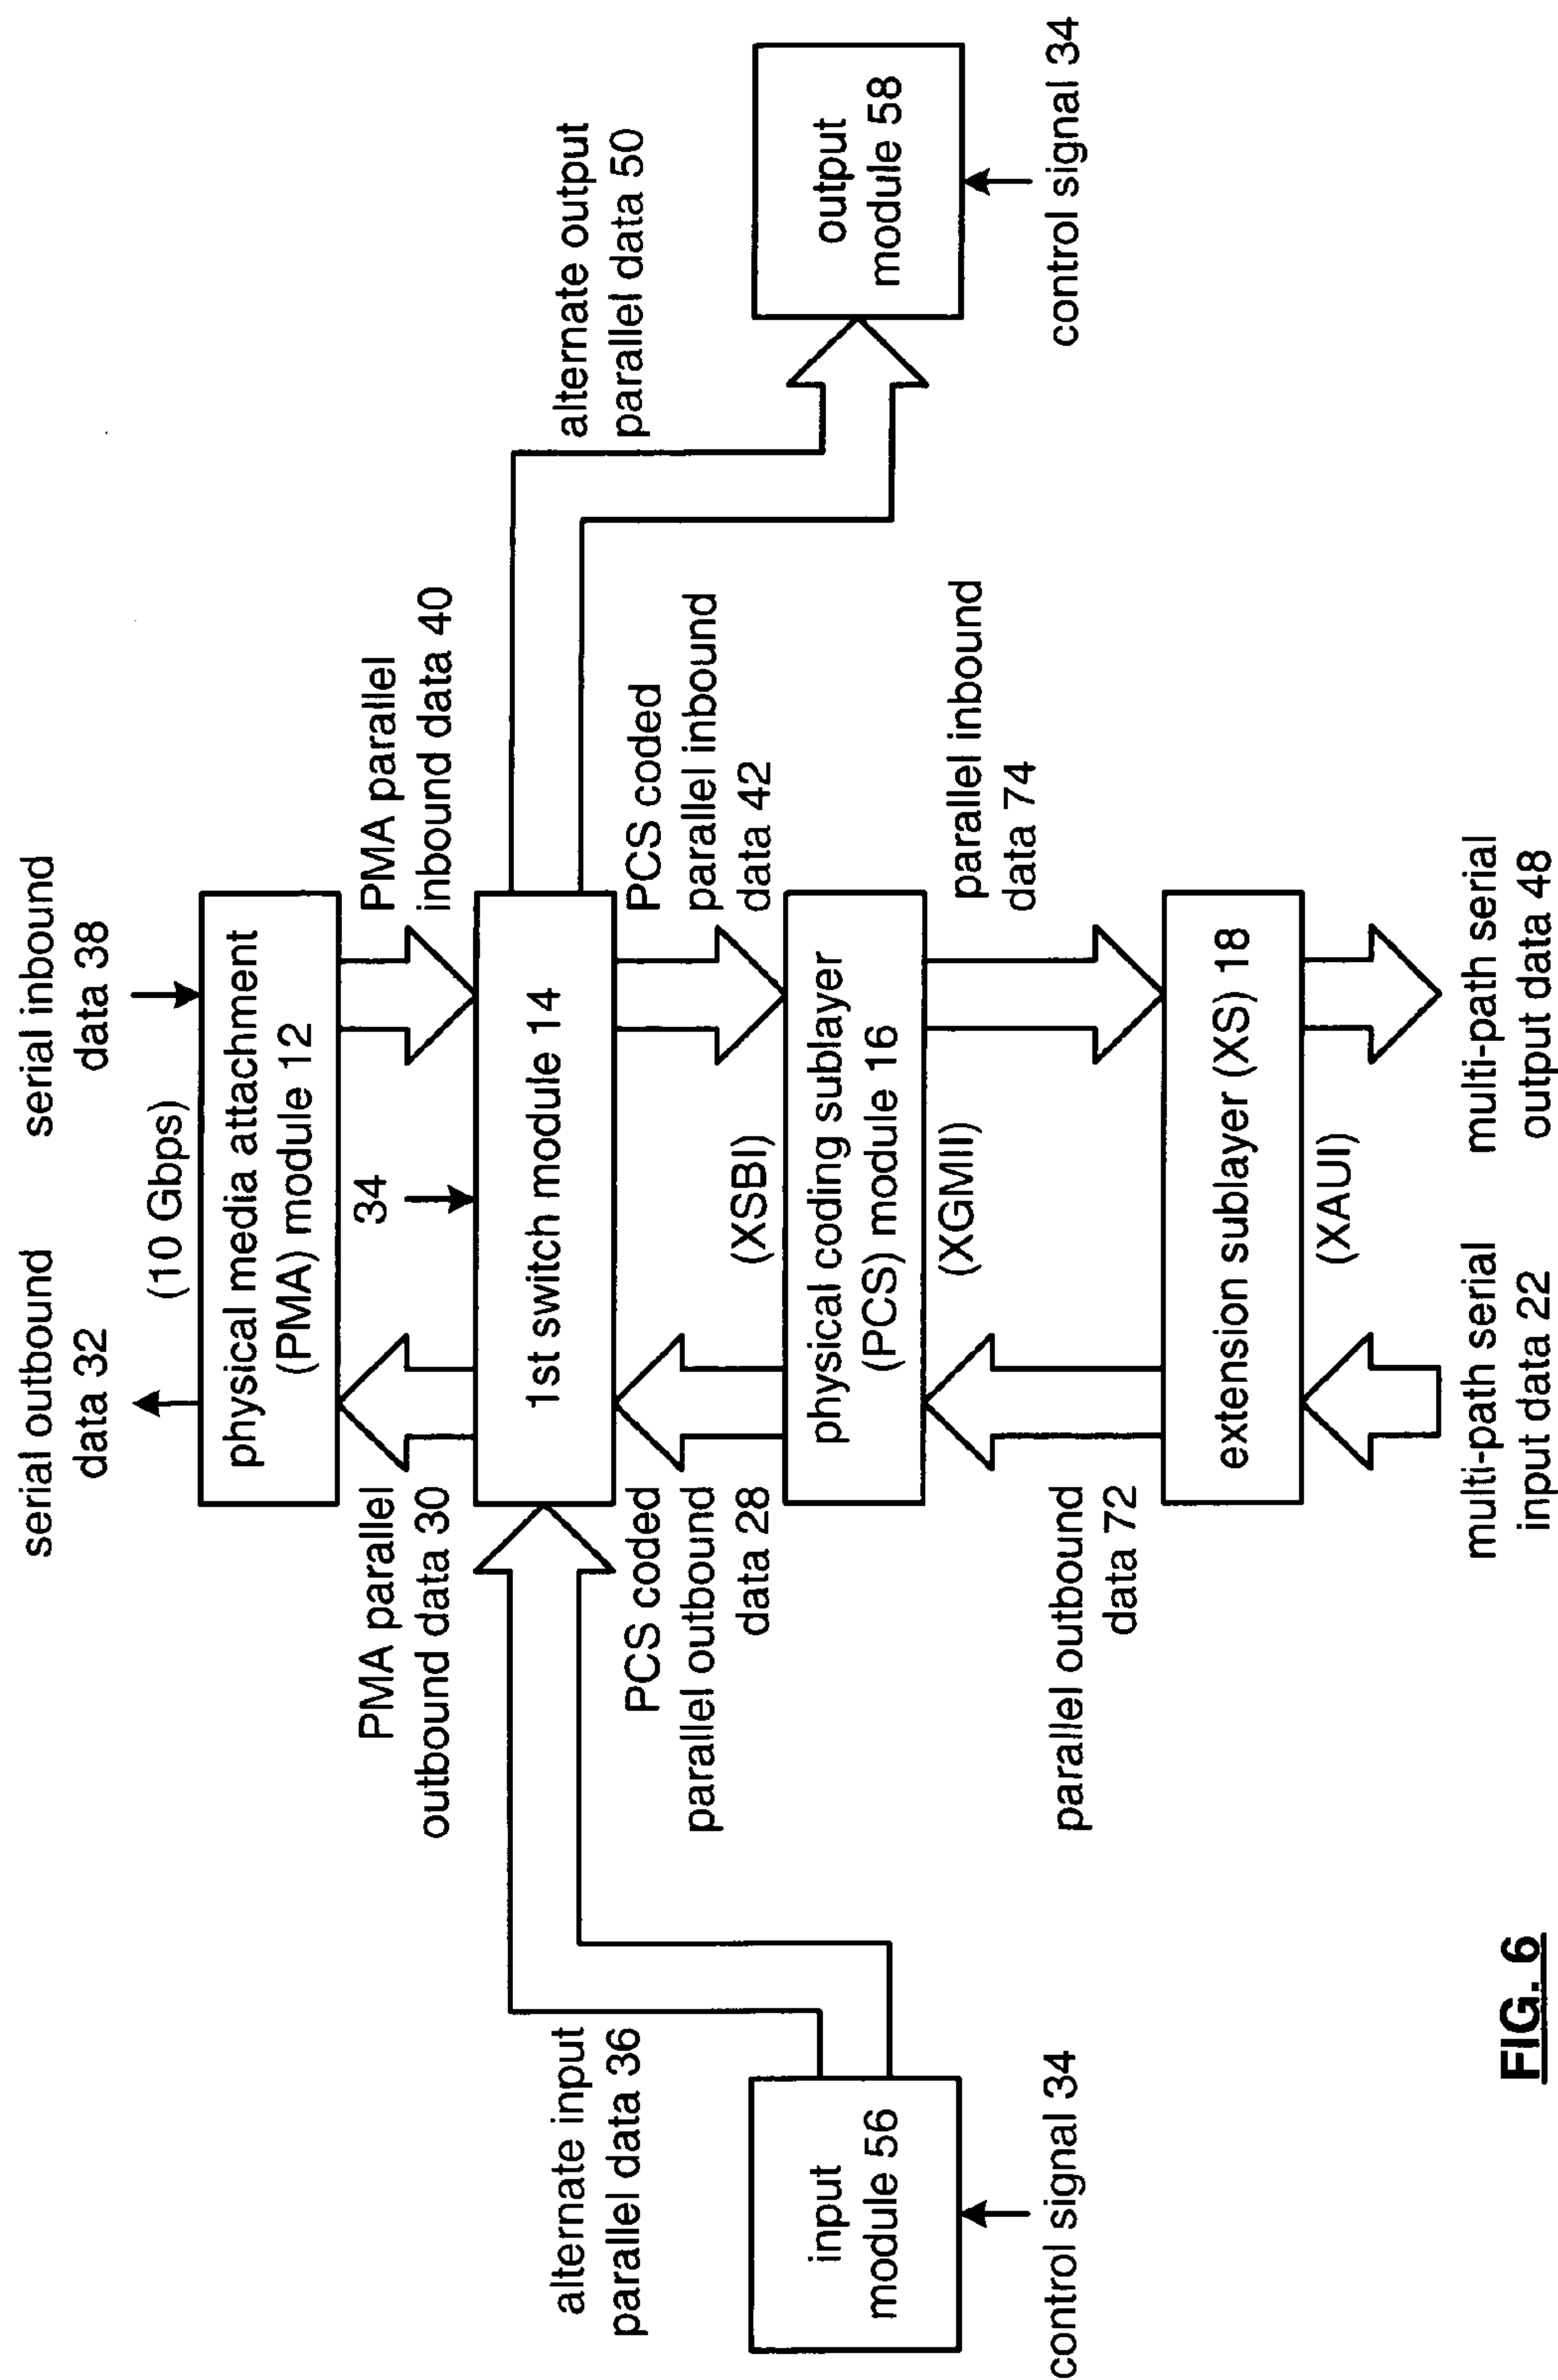 serial outbound
data 32
serial inbound
data 38
(10 Gbps)
physical media attachment
(PMA) module 12
PMA parallel
outbound data 30
34
PMA parallel
inbound data 40
1st switch module 14
alternate input
parallel data 36
alternate output
parallel data 50
PCS coded
parallel outbound
data 28
(XSBI)
PCS coded
parallel inbound
data 42
input
module 56
control signal 34
physical coding sublayer
(PCS) module 16
output
module 58
control signal 34
(XGMII)
parallel inbound
data 74
parallel outbound
data 72
extension sublayer (XS) 18
(XAUI)
multi-path serial
input data 22
multi-path serial
output data 48
FIG. 6